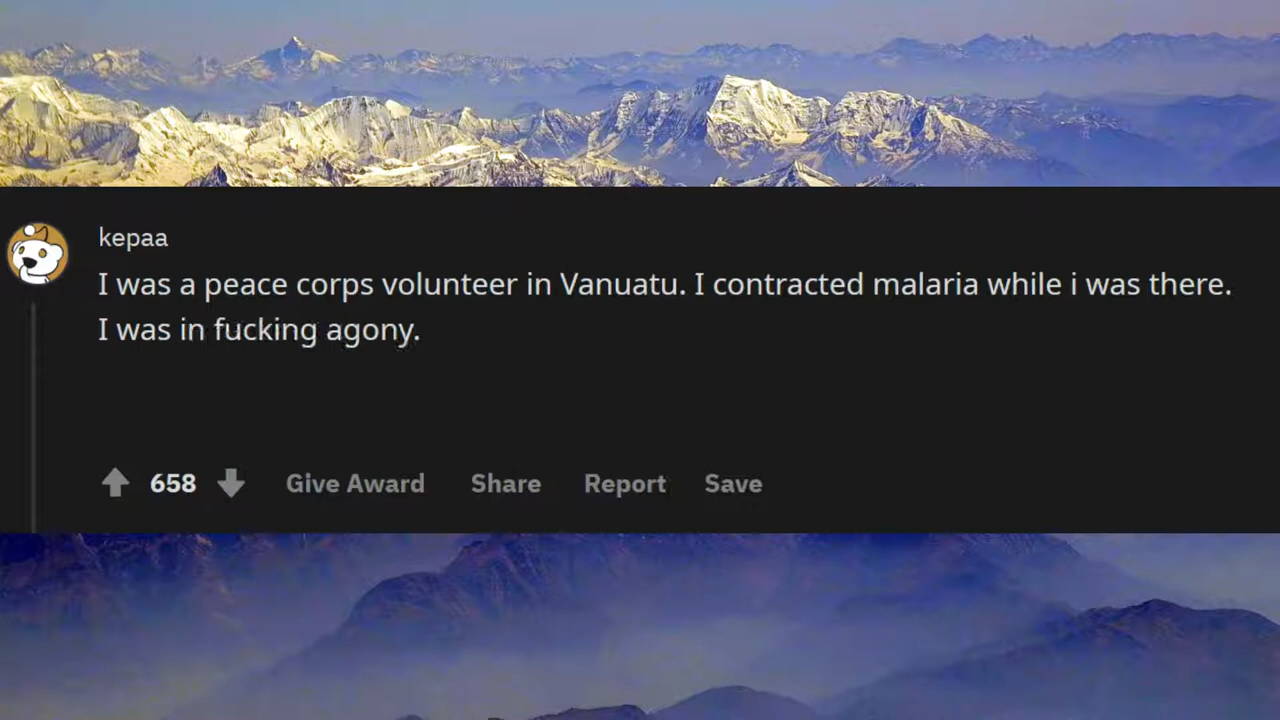 kepaa
I was a peace corps volunteer in Vanuatu. I contracted malaria while i was there.
I was in fucking agony.
658 Give Award Share Report Save